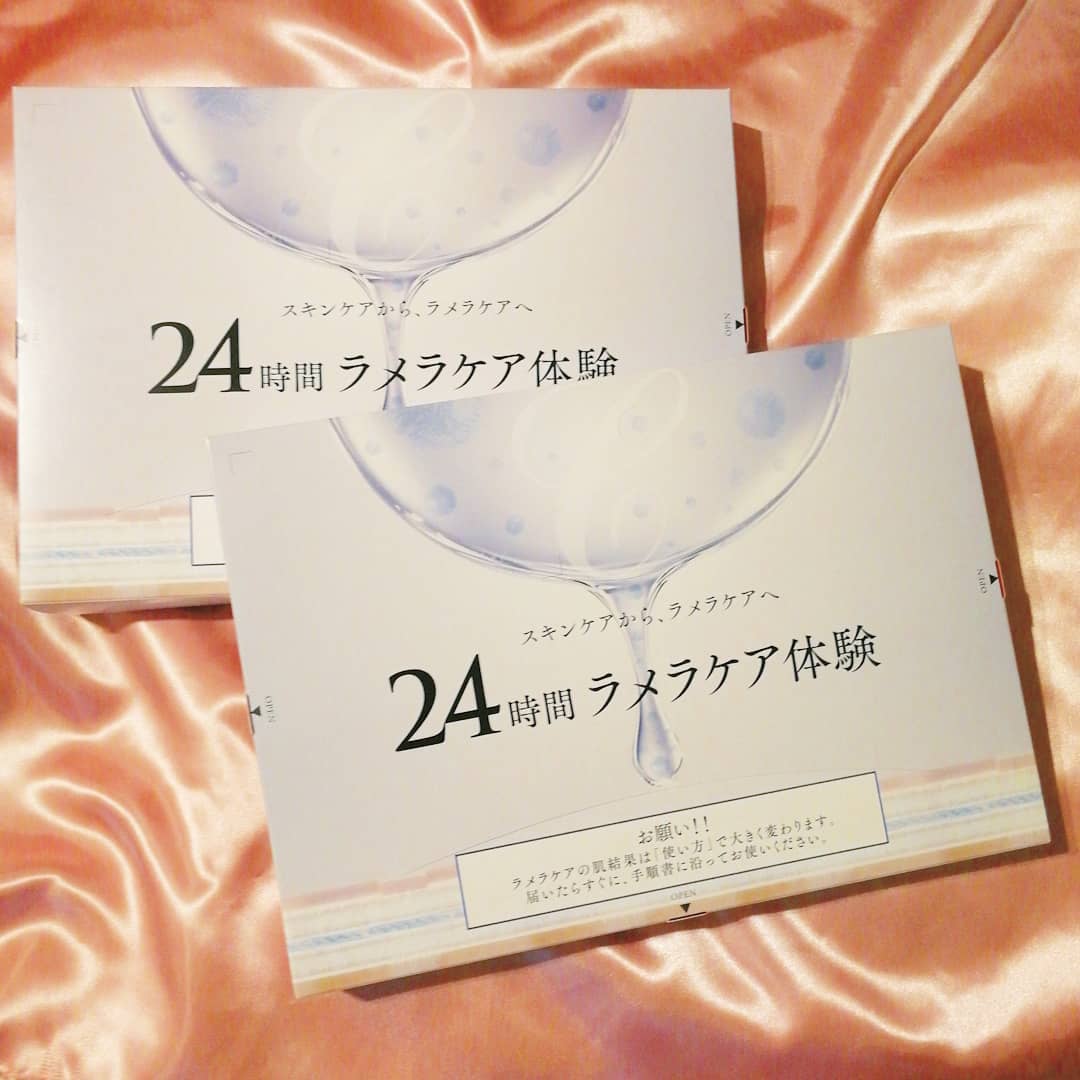 スキンケアから、ラメラケアへ
24時間 ラメラケア体験
OPEN
スキンケアから、ラメラケアへ
24時間 ラメラケア体験
OPEN
OPEN
お願い!!
ラメラケアの肌結果は「使い方」で大きく変わります。
届いたらすぐに、手順書に沿ってお使いください。
OPEN